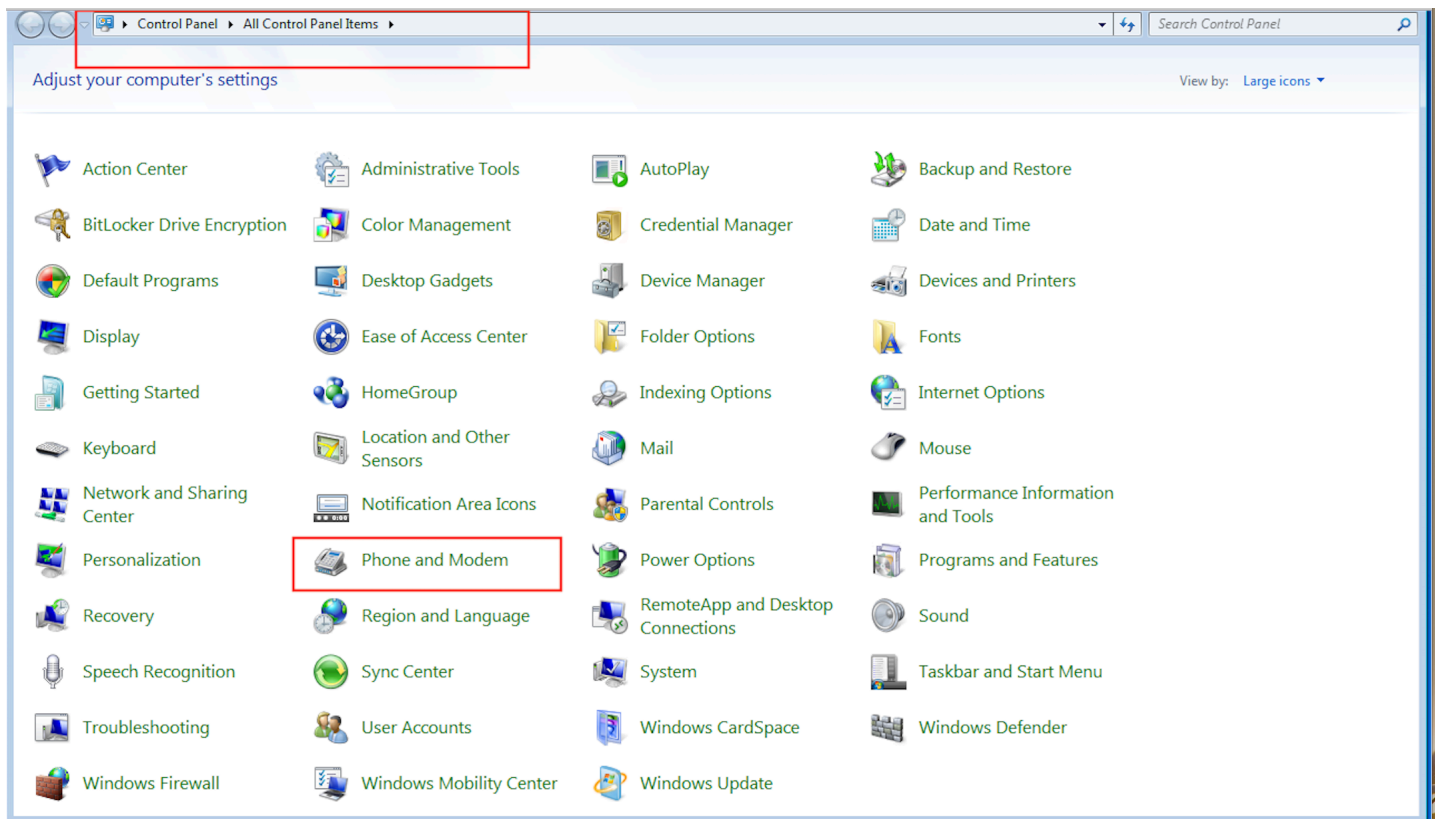 Control Panel ▸ All Control Panel Items ▸
Search Control Panel
Adjust your computer's settings
View by: Large icons
Action Center
Administrative Tools
AutoPlay
Backup and Restore
BitLocker Drive Encryption
Color Management
Credential Manager
Date and Time
Default Programs
Desktop Gadgets
Device Manager
Devices and Printers
Display
Ease of Access Center
Folder Options
Fonts
Getting Started
HomeGroup
Indexing Options
Internet Options
Keyboard
Location and Other
Sensors
Mail
Mouse
Network and Sharing
Center
Notification Area Icons
Parental Controls
Performance Information
and Tools
Personalization
Phone and Modem
Power Options
Programs and Features
Recovery
Region and Language
RemoteApp and Desktop
Connections
Sound
Speech Recognition
Sync Center
System
Taskbar and Start Menu
Troubleshooting
User Accounts
Windows CardSpace
Windows Defender
Windows Firewall
Windows Mobility Center
Windows Update